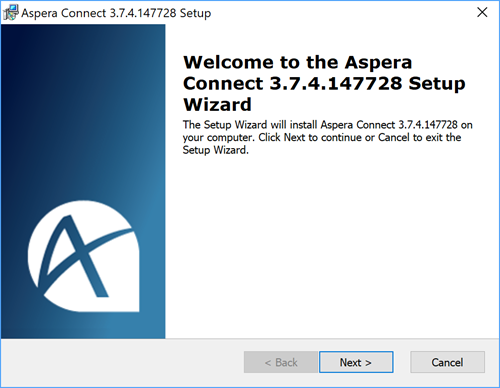 Aspera Connect 3.7.4.147728 Setup
Welcome to the Aspera
Connect 3.7.4.147728 Setup
Wizard
The Setup Wizard will install Aspera Connect 3.7.4.147728 on
your computer. Click Next to continue or Cancel to exit the
Setup Wizard.
< Back
Next >
Cancel